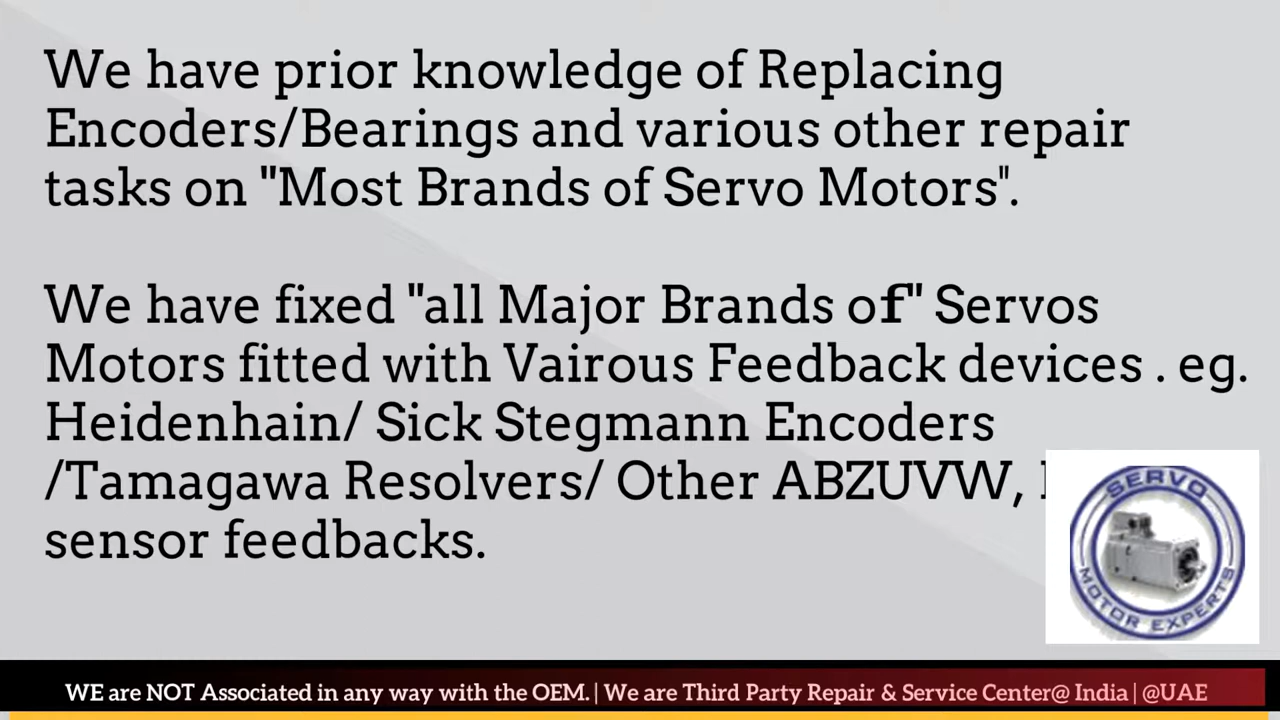 We have prior knowledge of Replacing
Encoders/Bearings and various other repair
tasks on "Most Brands of Servo Motors".
We have fixed "all Major Brands of" Servos
Motors fitted with Vairous Feedback devices . eg.
Heidenhain/ Sick Stegmann Encoders
/Tamagawa Resolvers/ Other ABZUVW,
sensor feedbacks.
SERVO
MOTOR EXPERTS
WE are NOT Associated in any way with the OEM. | We are Third Party Repair & Service Center@ India | @UAE